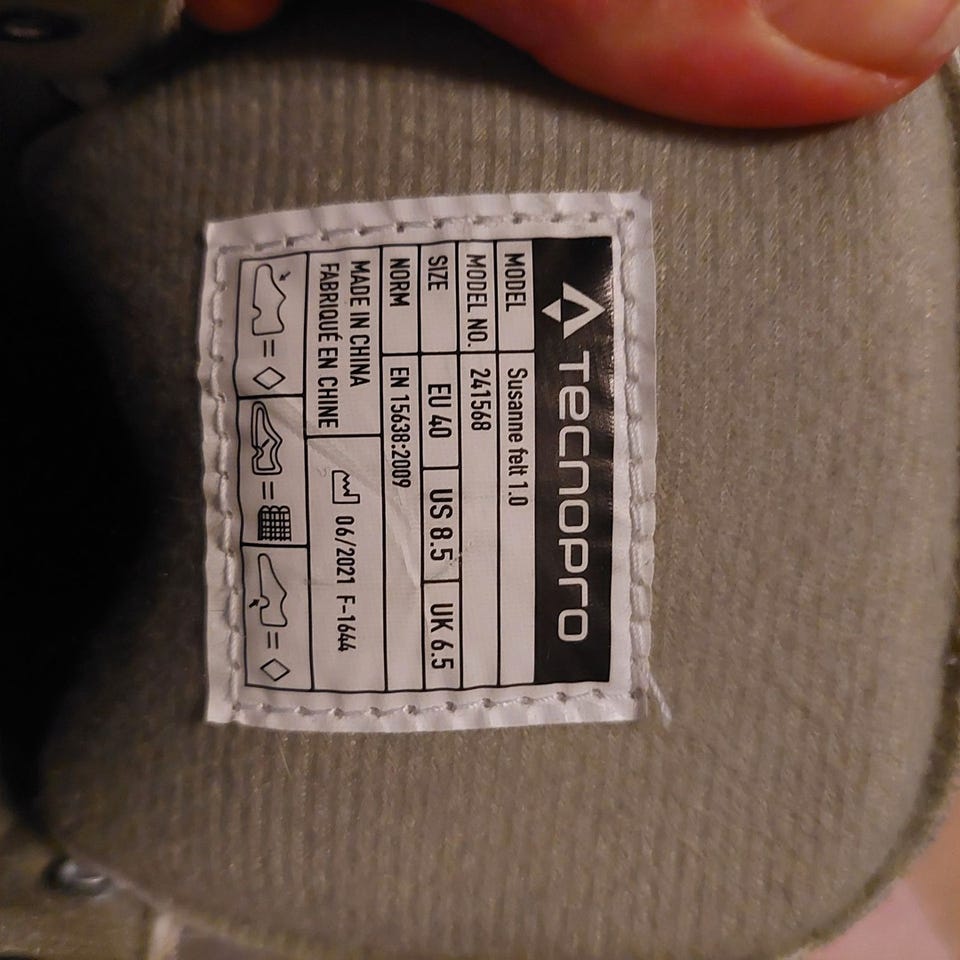 TECNOPRO
MODEL Susanne felt 1.0
MODEL NO. 241568
SIZE EU 40 US 8.5 UK 6.5
NORM EN 15638:2009
MADE IN CHINA
FABRIQUÉ EN CHINE
06/2021 F-1644
= = =